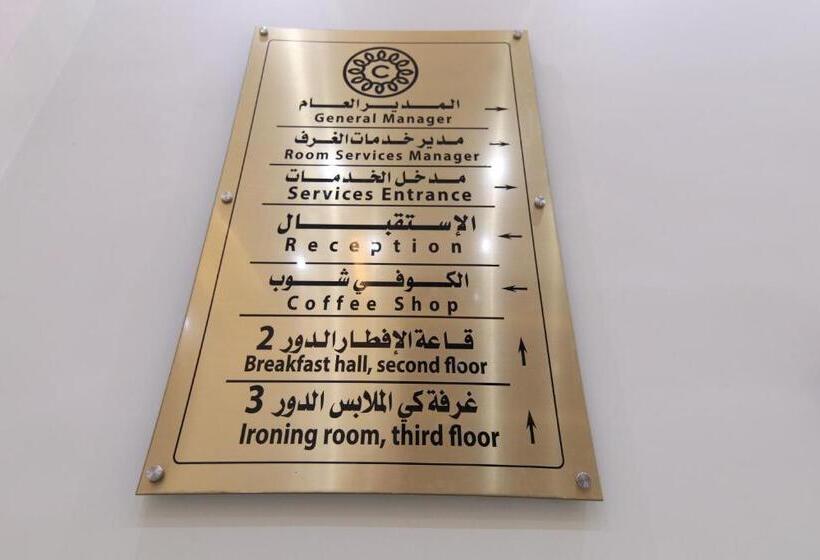 C
المدير العام
General Manager
مدير خدمات الغرف
Room Services Manager
مدخل الخدمات
Services Entrance
الإستقبال
Reception
الكوفي شوب
Coffee Shop
قاعة الإفطار الدور 2
Breakfast hall, second floor
غرفة كي الملابس الدور 3
Ironing room, third floor